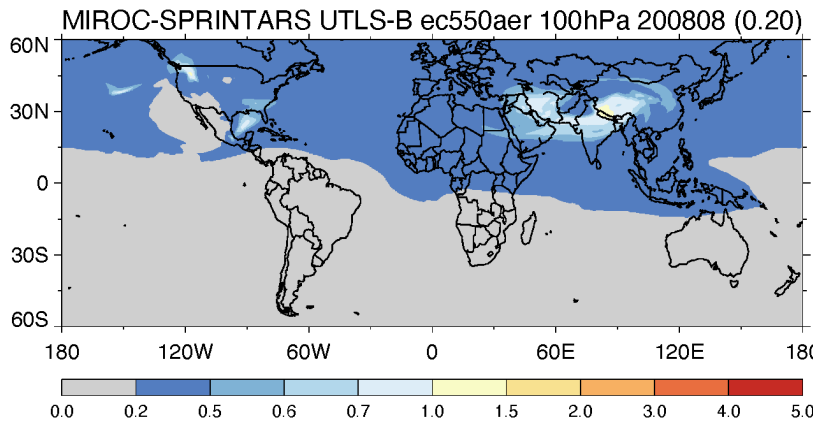 MIROC-SPRINTARS UTLS-B ec550aer 100hPa 200808 (0.20)
60N
30N
0
30S
60S
180 120W 60W 0 60E 120E 180
0.0 0.2 0.5 0.6 0.7 1.0 1.5 2.0 3.0 4.0 5.0